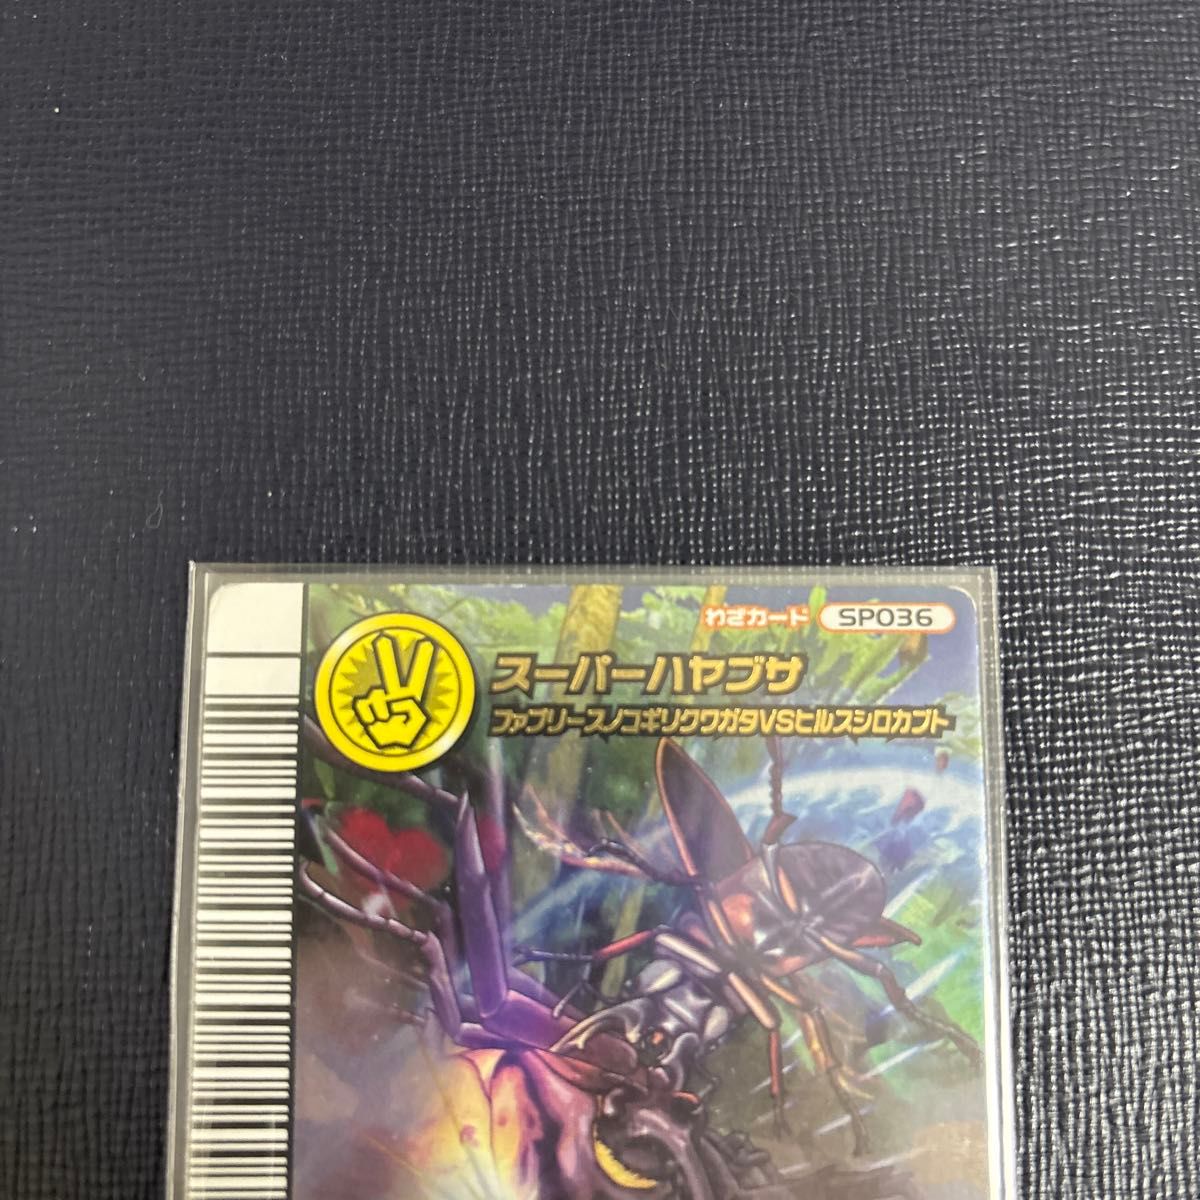 わざカード SP036
スーパーハヤブサ
ファブリースノコギリクワガタVSヒルスシロカブト